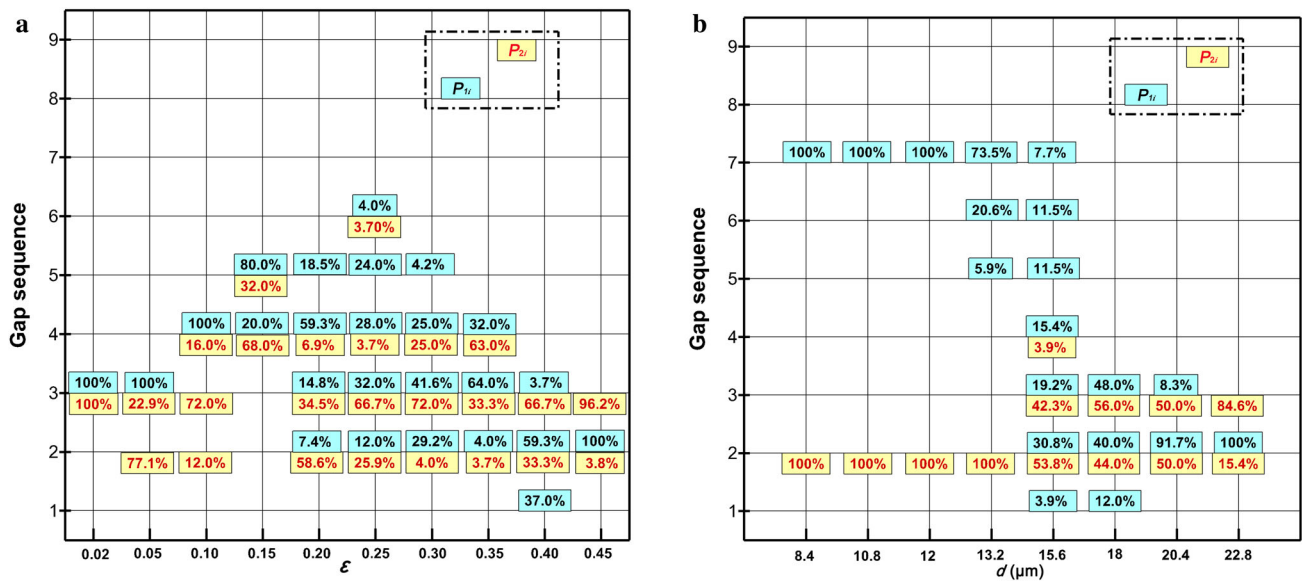 a
9
P2i
P1i
8
7
4.0%
6
3.70%
80.0% 18.5% 24.0% 4.2%
5
32.0%
100% 20.0% 59.3% 28.0% 25.0% 32.0%
4
16.0% 68.0% 6.9% 3.7% 25.0% 63.0%
100% 100% 14.8% 32.0% 41.6% 64.0% 3.7%
3
100% 22.9% 72.0% 34.5% 66.7% 72.0% 33.3% 66.7% 96.2%
7.4% 12.0% 29.2% 4.0% 59.3% 100%
2
77.1% 12.0% 58.6% 25.9% 4.0% 3.7% 33.3% 3.8%
37.0%
1
0.02 0.05 0.10 0.15 0.20 0.25 0.30 0.35 0.40 0.45
ε
Gap sequence
b
9
P2i
P1i
8
100% 100% 100% 73.5% 7.7%
7
20.6% 11.5%
6
5.9% 11.5%
5
15.4%
4
3.9%
19.2% 48.0% 8.3%
3
42.3% 56.0% 50.0% 84.6%
30.8% 40.0% 91.7% 100%
2
100% 100% 100% 100% 53.8% 44.0% 50.0% 15.4%
3.9% 12.0%
1
8.4 10.8 12 13.2 15.6 18 20.4 22.8
d (μm)
Gap sequence